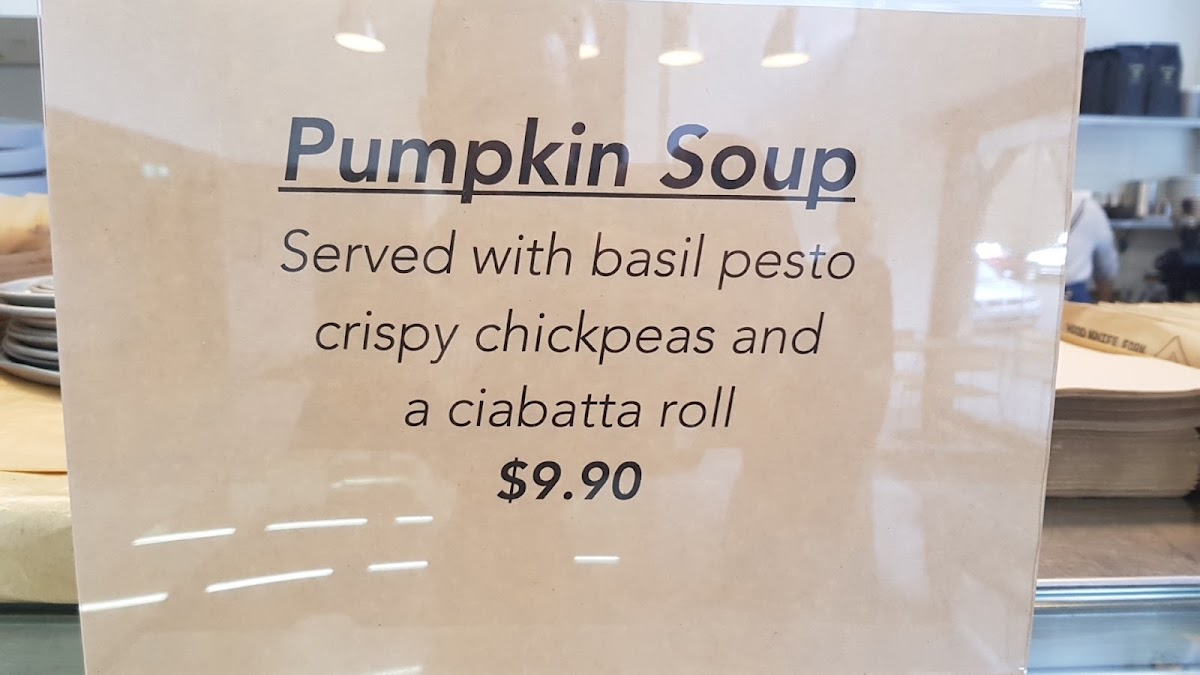 Pumpkin Soup
Served with basil pesto
crispy chickpeas and
a ciabatta roll
$9.90